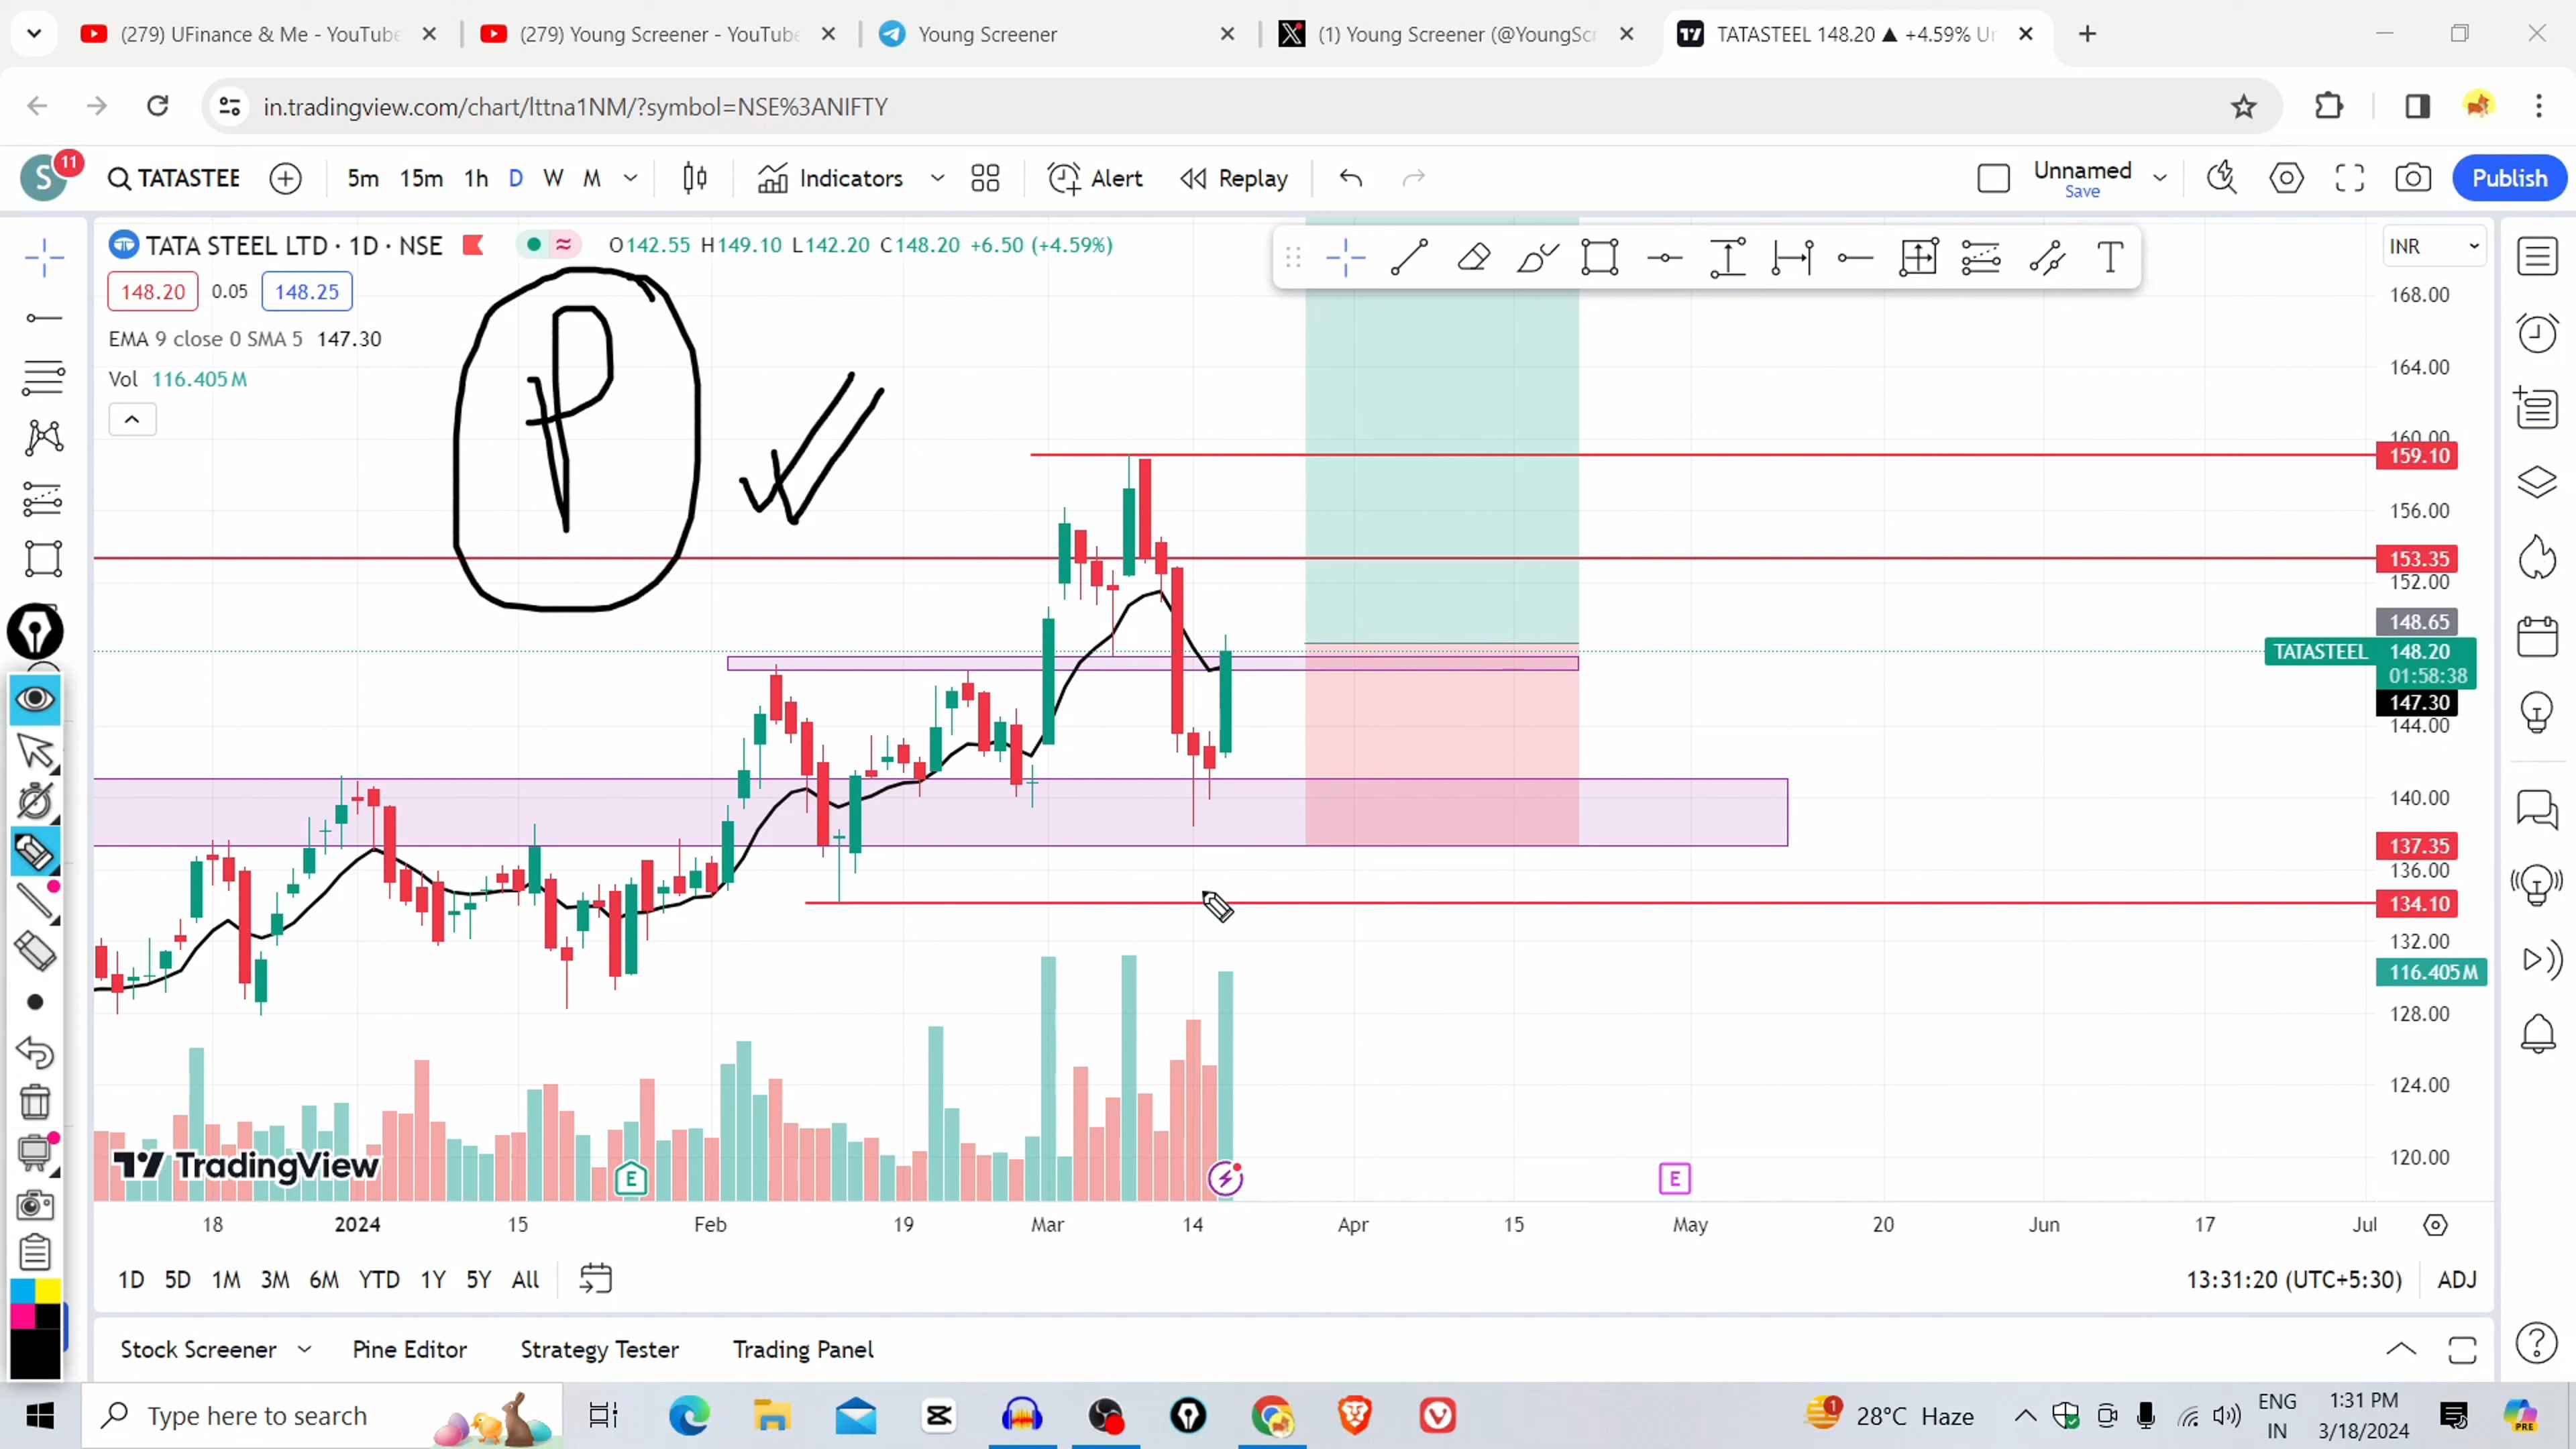 (279) UFinance & Me - YouTube
(279) Young Screener - YouTube
Young Screener
(1) Young Screener (@YoungScr
TATASTEEL 148.20 ▲ +4.59% Un
in.tradingview.com/chart/lttna1NM/?symbol=NSE%3ANIFTY
S
11
TATASTEE
5m
15m
1h
D
W
M
Indicators
Alert
Replay
Unnamed
Save
Publish
TATA STEEL LTD · 1D · NSE
O142.55 H149.10 L142.20 C148.20 +6.50 (+4.59%)
INR
148.20
0.05
148.25
EMA 9 close 0 SMA 5 147.30
Vol 116.405M
P
168.00
164.00
160.00
159.10
156.00
153.35
152.00
148.65
TATASTEEL 148.20
01:58:38
147.30
144.00
140.00
137.35
136.00
134.10
132.00
116.405M
128.00
124.00
120.00
TradingView
E
E
18
2024
15
Feb
19
Mar
14
Apr
15
May
20
Jun
17
Jul
1D
5D
1M
3M
6M
YTD
1Y
5Y
All
13:31:20 (UTC+5:30)
ADJ
Stock Screener
Pine Editor
Strategy Tester
Trading Panel
Type here to search
1
28°C Haze
ENG
IN
1:31 PM
3/18/2024
PRE